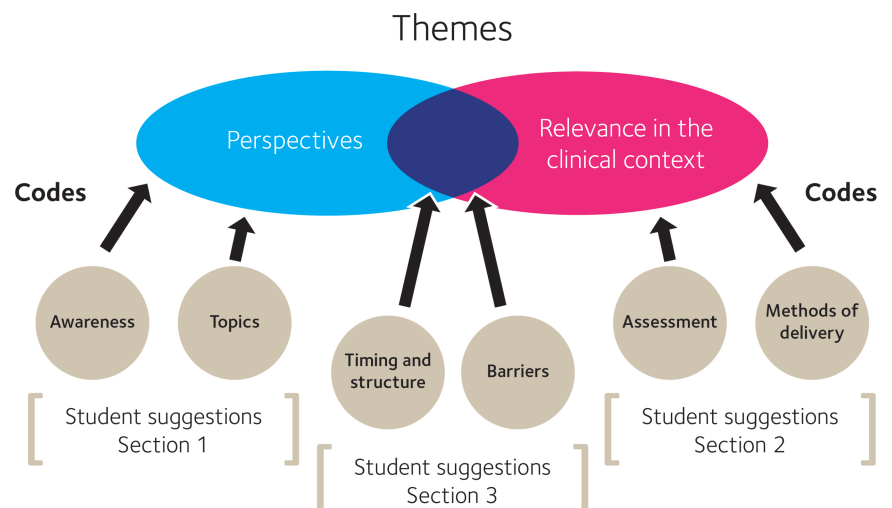 Themes
Perspectives
Relevance in the
clinical context
Codes
Codes
Awareness
Topics
Timing and
structure
Barriers
Assessment
Methods of
delivery
Student suggestions
Section 1
Student suggestions
Section 3
Student suggestions
Section 2